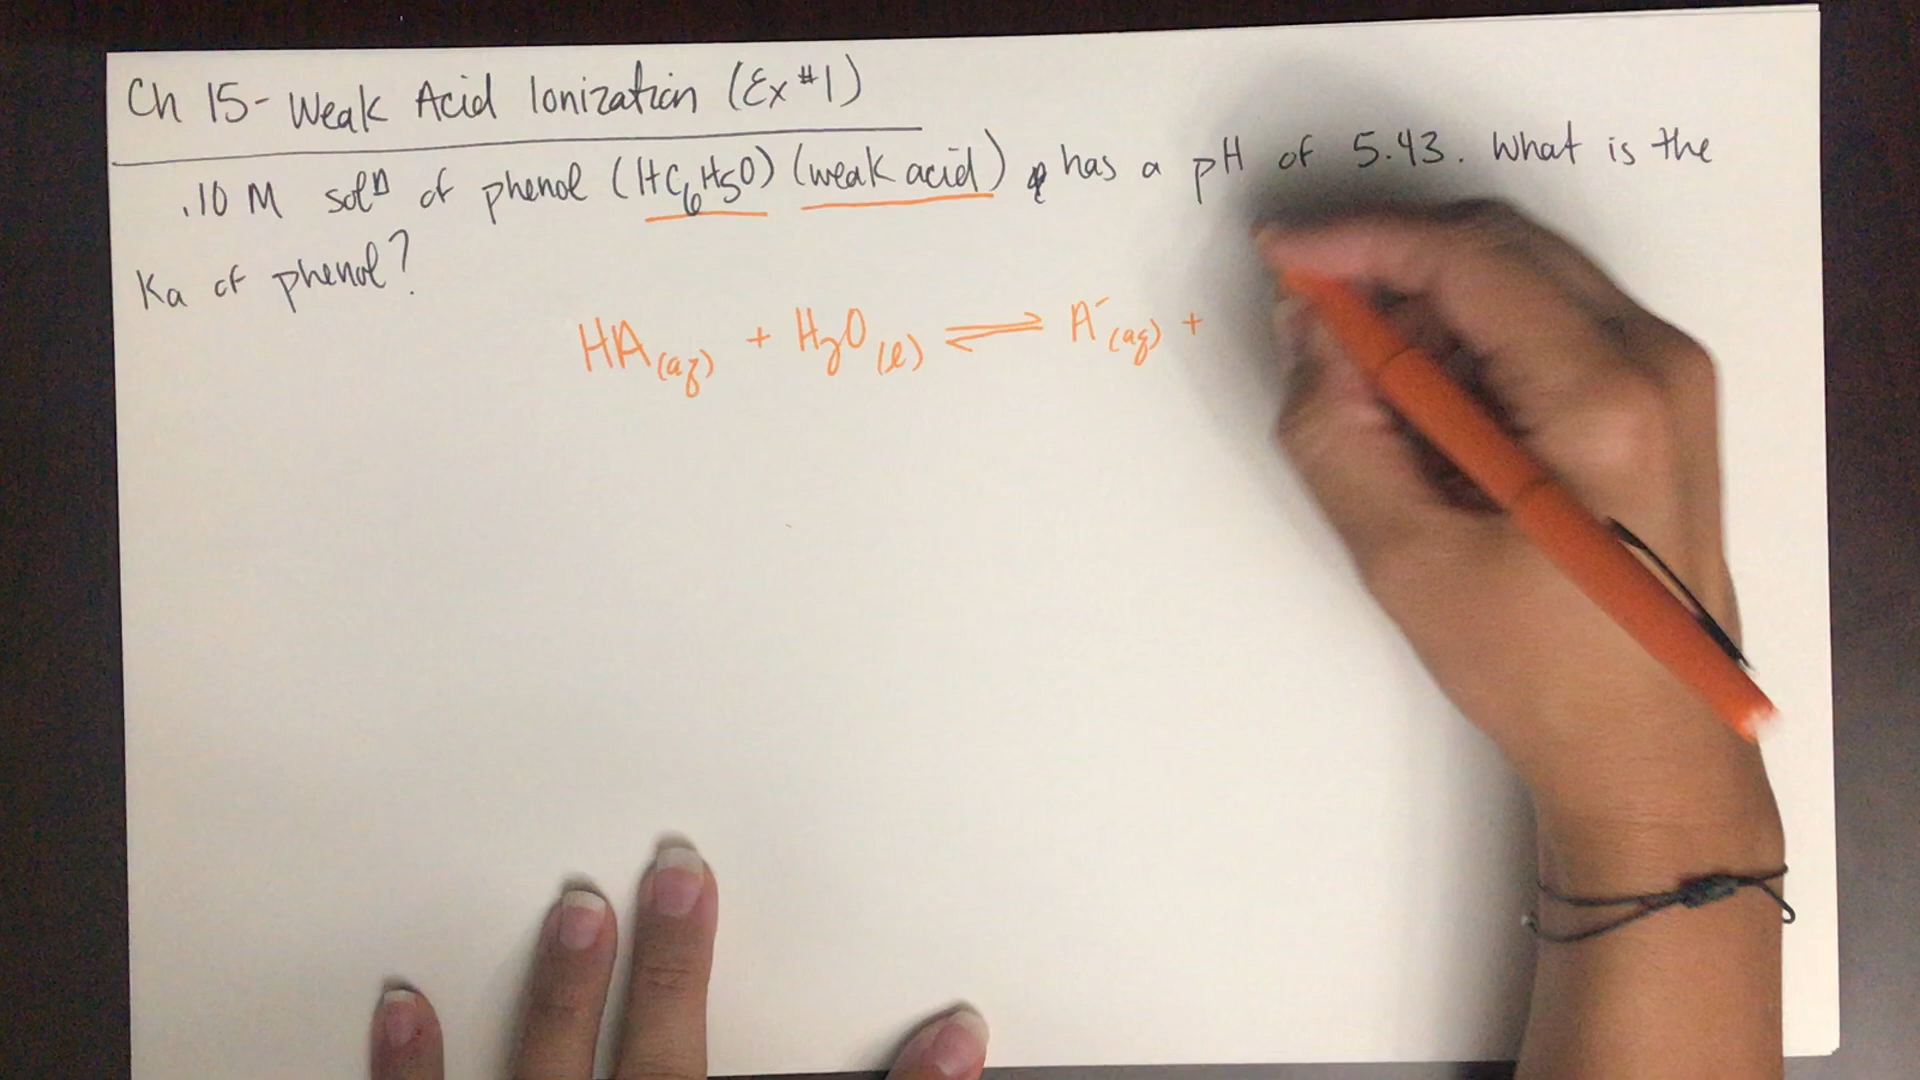 Ch 15 - Weak Acid Ionization (Ex #1)
.10 M solⁿ of phenol (HC₆H₅O) (weak acid) has a pH of 5.43. What is the
Ka of phenol?
HA(aq) + H₂O(l) ⇌ A⁻(aq) +